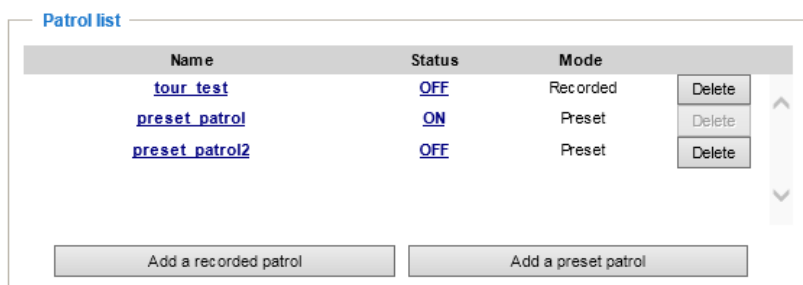 Patrol list
Name Status Mode
tour_test OFF Recorded Delete
preset_patrol ON Preset Delete
preset_patrol2 OFF Preset Delete
Add a recorded patrol Add a preset patrol